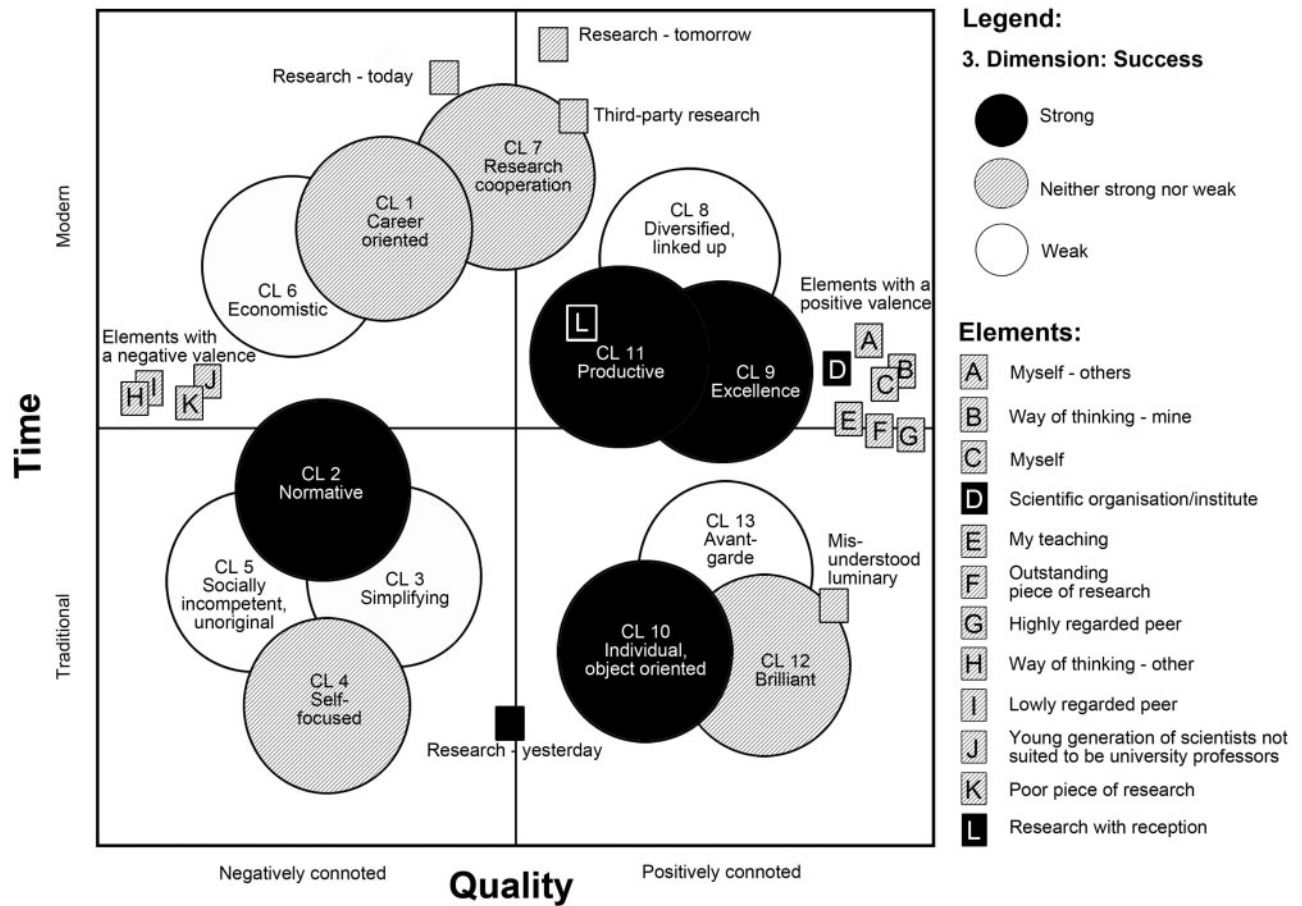 Research - tomorrow
Research - today
Third-party research
CL 7
Research
cooperation
CL 1
Career
oriented
CL 8
Diversified,
linked up
CL 6
Economistic
Elements with a
positive valence
Elements with
a negative valence
L
CL 11
Productive
CL 9
Excellence
A
D
B
C
E
F
G
H
I
J
K
CL 2
Normative
CL 5
Socially
incompetent,
unoriginal
CL 3
Simplifying
CL 4
Self-
focused
CL 13
Avant-
garde
Mis-
understood
luminary
CL 10
Individual,
object oriented
CL 12
Brilliant
Research - yesterday
Modern
Time
Traditional
Negatively connoted
Quality
Positively connoted
Legend:
3. Dimension: Success
Strong
Neither strong nor weak
Weak
Elements:
A Myself - others
B Way of thinking - mine
C Myself
D Scientific organisation/institute
E My teaching
F Outstanding
piece of research
G Highly regarded peer
H Way of thinking - other
I Lowly regarded peer
J Young generation of scientists not
suited to be university professors
K Poor piece of research
L Research with reception